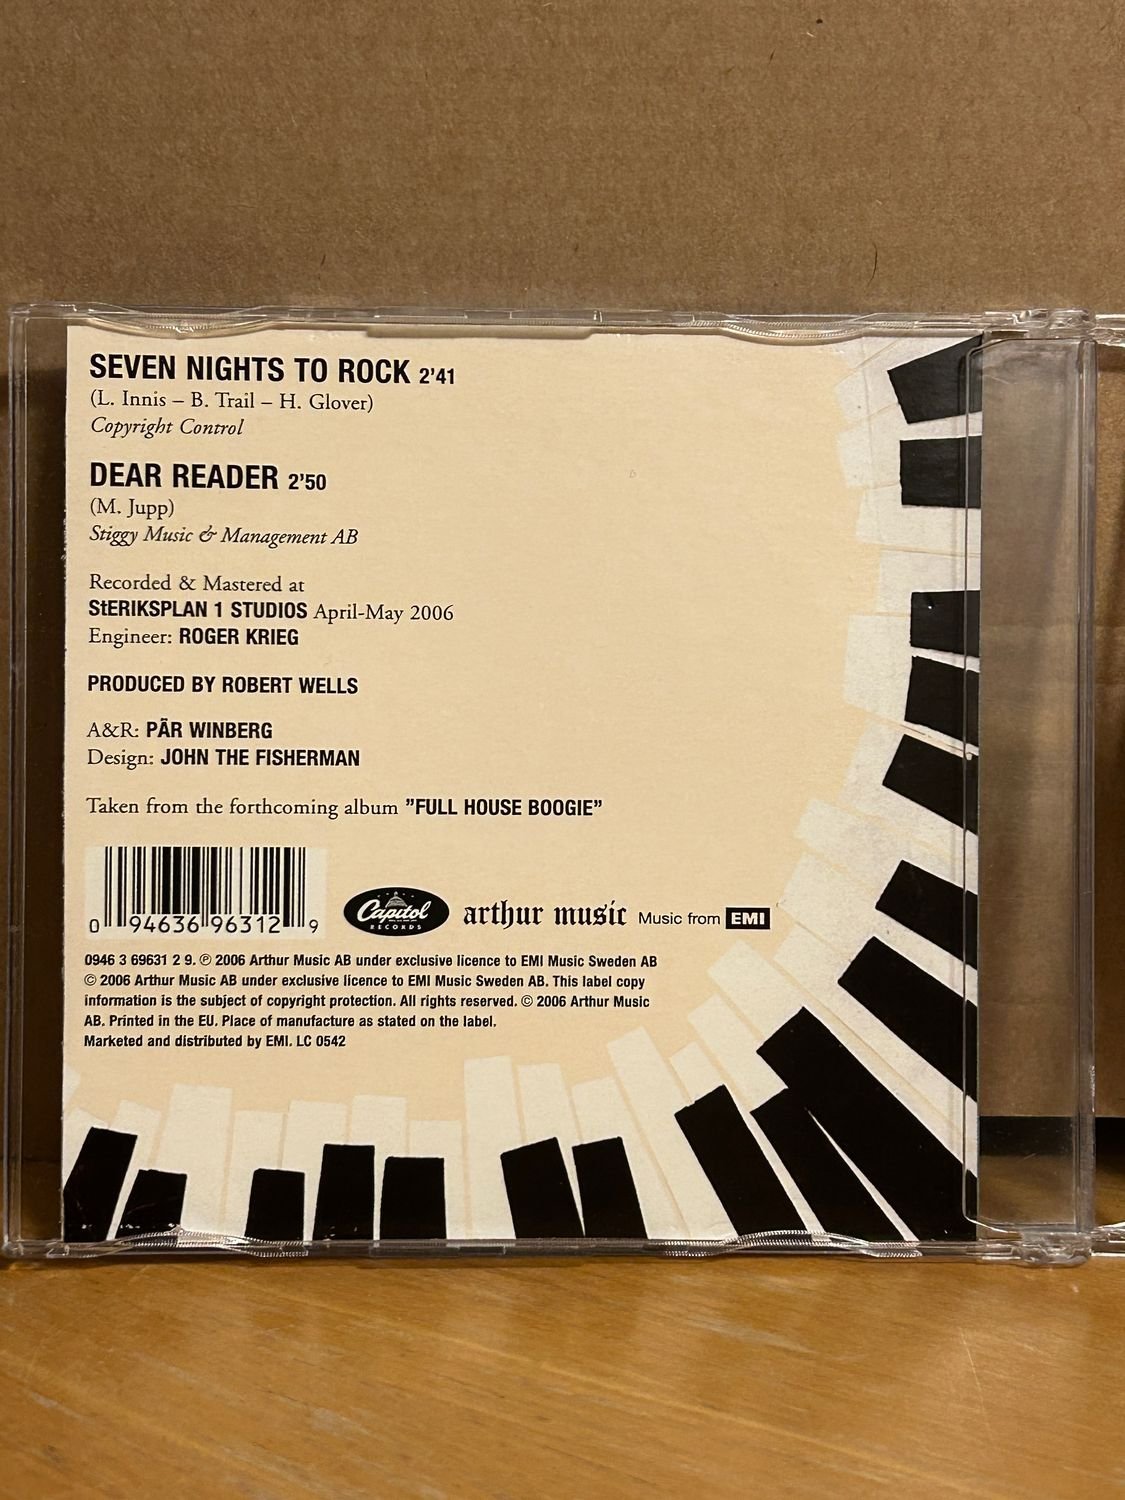 SEVEN NIGHTS TO ROCK 2'41
(L. Innis – B. Trail – H. Glover)
Copyright Control
DEAR READER 2'50
(M. Jupp)
Stiggy Music & Management AB
Recorded & Mastered at
StERIKSPLAN 1 STUDIOS April-May 2006
Engineer: ROGER KRIEG
PRODUCED BY ROBERT WELLS
A&R: PÄR WINBERG
Design: JOHN THE FISHERMAN
Taken from the forthcoming album "FULL HOUSE BOOGIE"
0 94636 96312 9
Capitol RECORDS arthur music Music from EMI
0946 3 69631 2 9. ℗ 2006 Arthur Music AB under exclusive licence to EMI Music Sweden AB
© 2006 Arthur Music AB under exclusive licence to EMI Music Sweden AB. This label copy
information is the subject of copyright protection. All rights reserved. © 2006 Arthur Music
AB. Printed in the EU. Place of manufacture as stated on the label.
Marketed and distributed by EMI. LC 0542